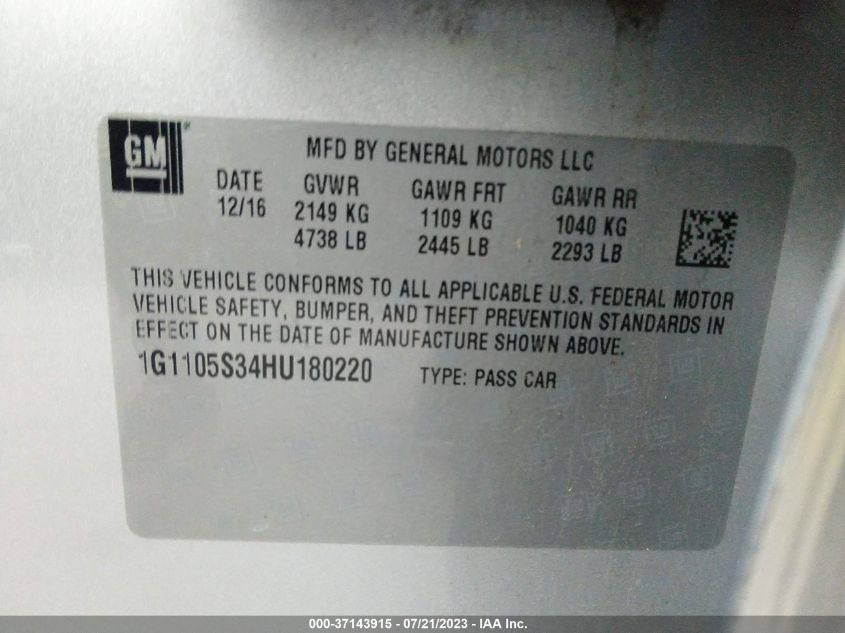 GM
MFD BY GENERAL MOTORS LLC
DATE GVWR GAWR FRT GAWR RR
12/16 2149 KG 1109 KG 1040 KG
4738 LB 2445 LB 2293 LB
THIS VEHICLE CONFORMS TO ALL APPLICABLE U.S. FEDERAL MOTOR
VEHICLE SAFETY, BUMPER, AND THEFT PREVENTION STANDARDS IN
EFFECT ON THE DATE OF MANUFACTURE SHOWN ABOVE.
1G1105S34HU180220 TYPE: PASS CAR
000-37143915 - 07/21/2023 - IAA Inc.